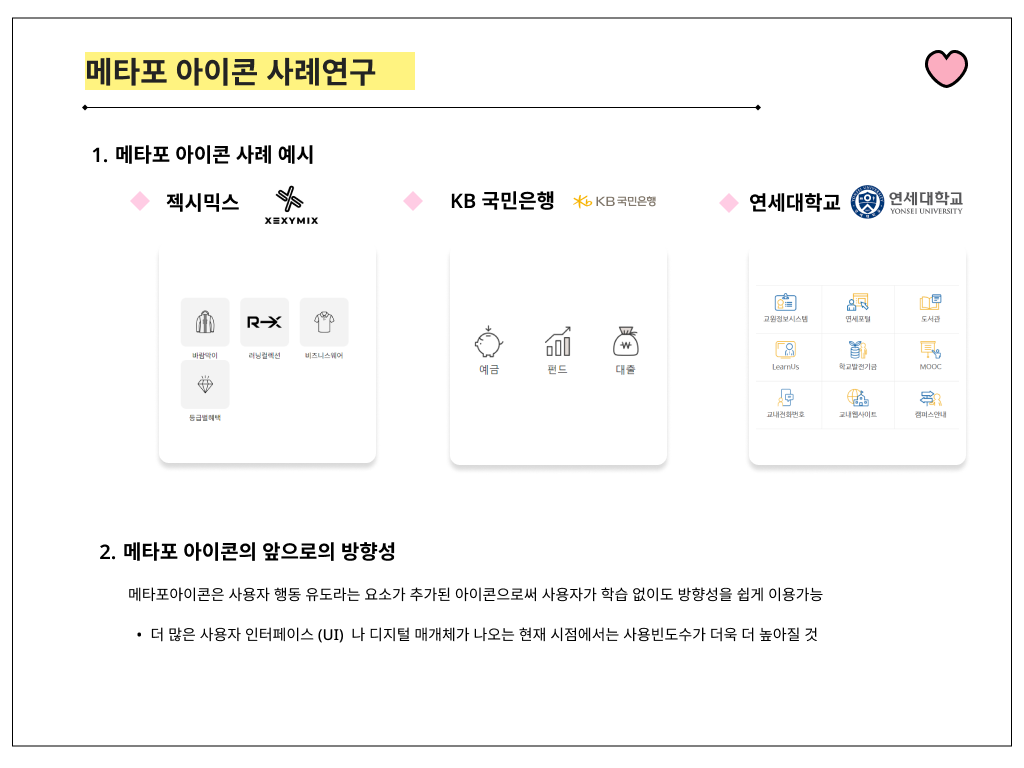 메타포 아이콘 사례연구
1. 메타포 아이콘 사례 예시
젝시믹스
XEXYMIX
KB 국민은행
KB국민은행
연세대학교
연세대학교
YONSEI UNIVERSITY
바람막이
러닝컬렉션
비즈니스웨어
등급별혜택
예금
펀드
대출
교원정보시스템
연세포털
도서관
LearnUs
학교발전기금
MOOC
교내전화번호
교내웹사이트
캠퍼스안내
2. 메타포 아이콘의 앞으로의 방향성
메타포아이콘은 사용자 행동 유도라는 요소가 추가된 아이콘으로써 사용자가 학습 없이도 방향성을 쉽게 이용가능
• 더 많은 사용자 인터페이스 (UI) 나 디지털 매개체가 나오는 현재 시점에서는 사용빈도수가 더욱 더 높아질 것